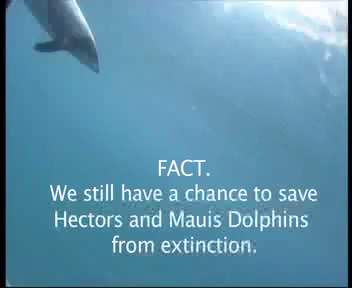 FACT.
We still have a chance to save
Hectors and Mauis Dolphins
from extinction.